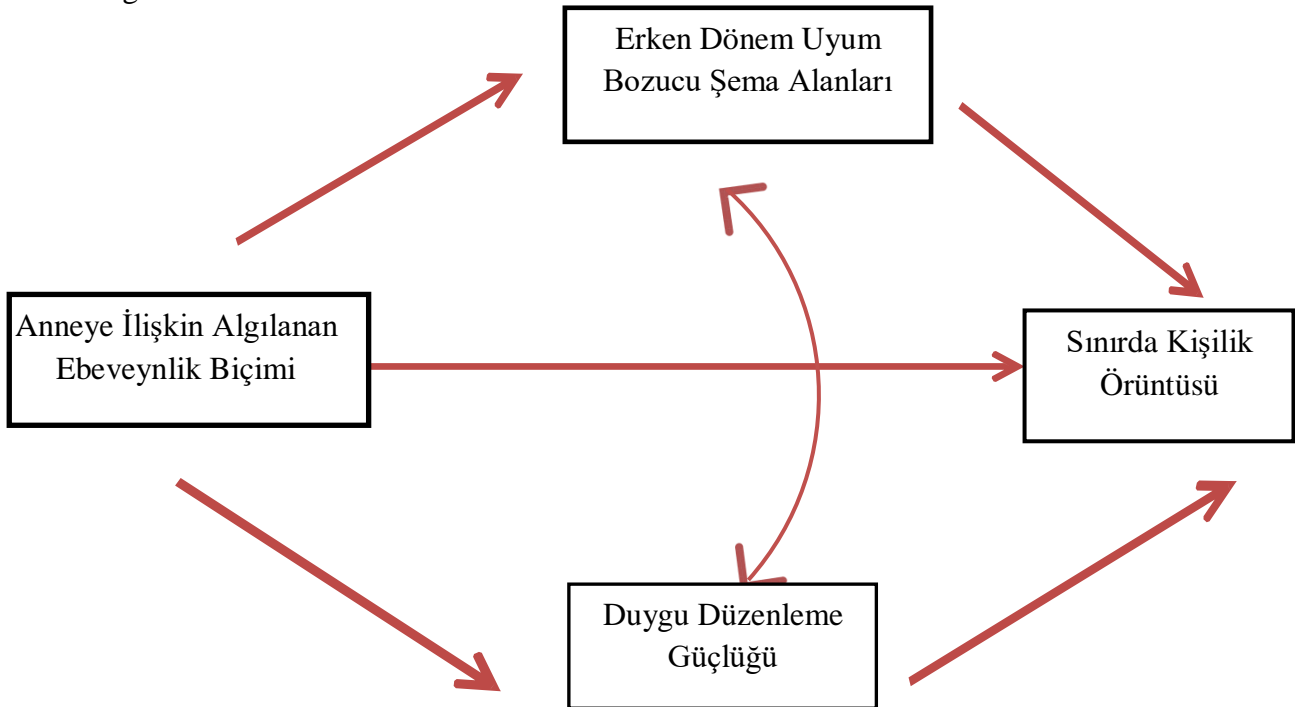 Erken Dönem Uyum
Bozucu Şema Alanları
Anneye İlişkin Algılanan
Ebeveynlik Biçimi
Sınırda Kişilik
Örüntüsü
Duygu Düzenleme
Güçlüğü